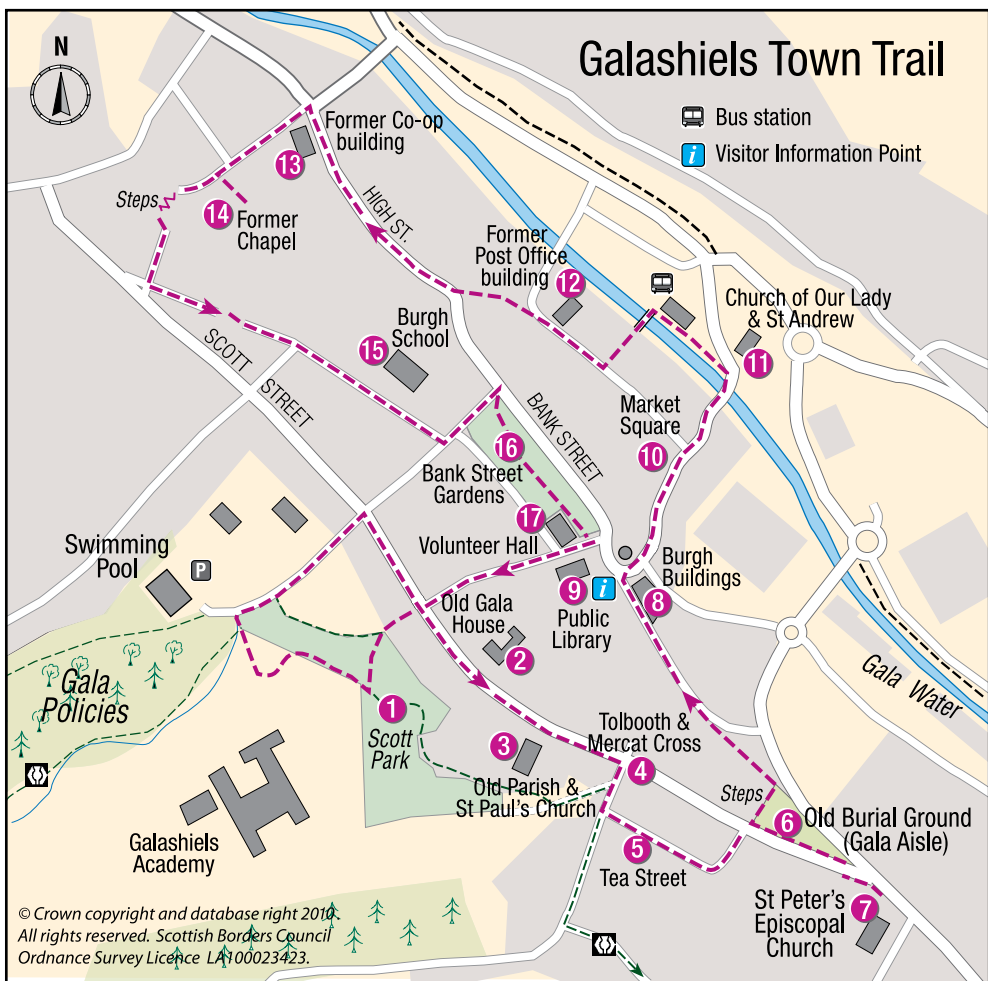 Galashiels Town Trail
N
Bus station
i Visitor Information Point
Former Co-op
building
13
Steps
14
Former
Chapel
HIGH ST.
Former
Post Office
building
12
Church of Our Lady
& St Andrew
11
Burgh
School
15
SCOTT
STREET
BANK STREET
Market
Square
10
16
Bank Street
Gardens
17
Volunteer Hall
Swimming
Pool
P
9
i
Public
Library
Burgh
Buildings
8
Old Gala
House
2
Gala Water
Gala
Policies
1
Scott
Park
3
Old Parish &
St Paul's Church
Tolbooth &
Mercat Cross
4
Steps
6
Old Burial Ground
(Gala Aisle)
5
Tea Street
Galashiels
Academy
St Peter's
Episcopal
Church
7
© Crown copyright and database right 2010.
All rights reserved. Scottish Borders Council
Ordnance Survey Licence LA100023423.